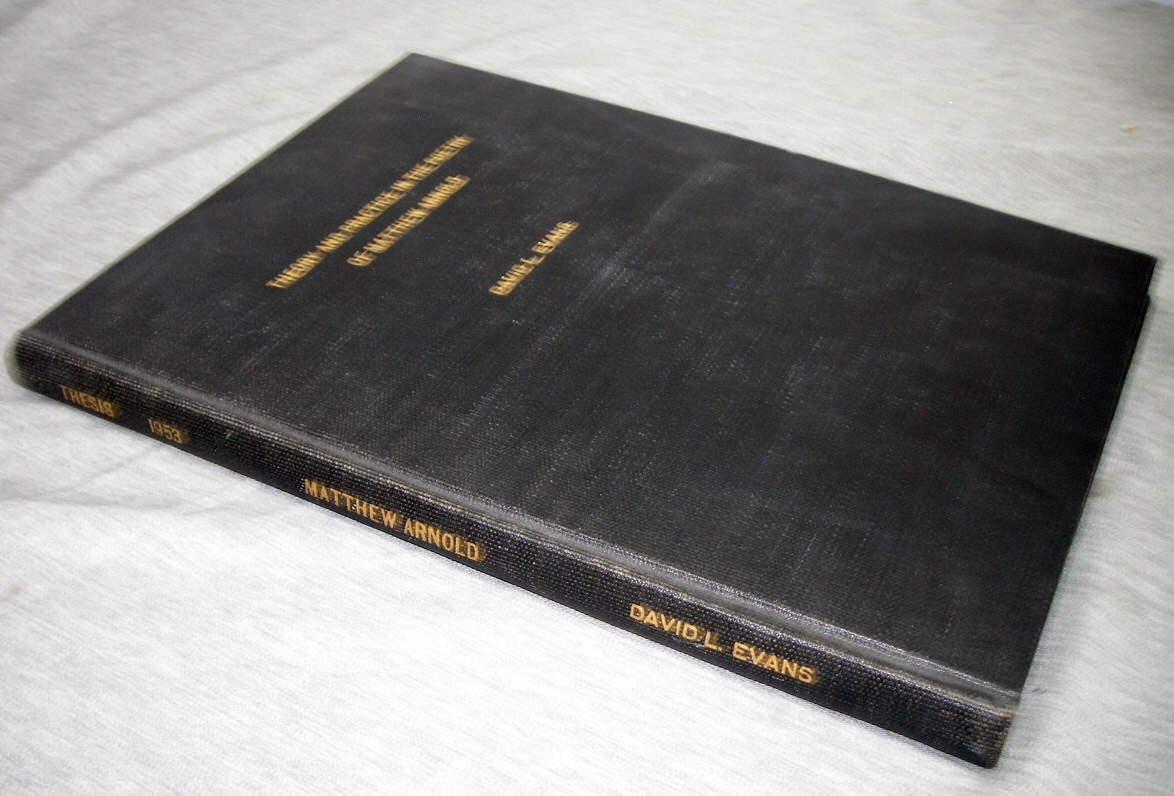 THEORY AND PRACTICE IN THE POETRY
OF MATTHEW ARNOLD
DAVID L. EVANS
THESIS
1953
MATTHEW ARNOLD
DAVID L. EVANS